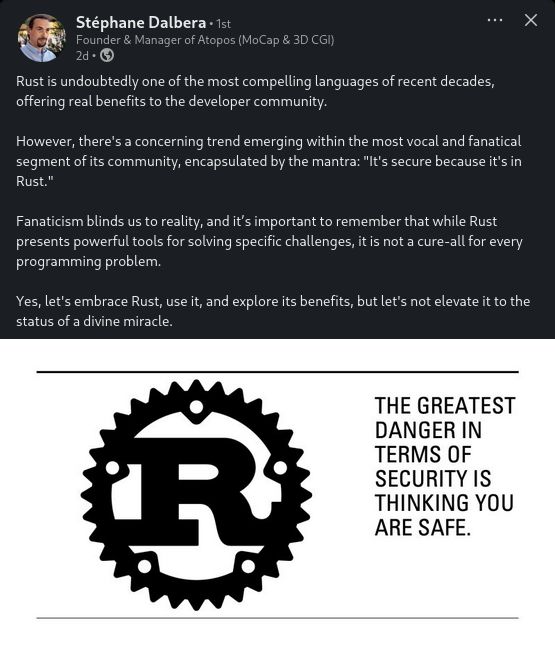 Stéphane Dalbera • 1st
Founder & Manager of Atopos (MoCap & 3D CGI)
2d •
Rust is undoubtedly one of the most compelling languages of recent decades,
offering real benefits to the developer community.
However, there's a concerning trend emerging within the most vocal and fanatical
segment of its community, encapsulated by the mantra: "It's secure because it's in
Rust."
Fanaticism blinds us to reality, and it’s important to remember that while Rust
presents powerful tools for solving specific challenges, it is not a cure-all for every
programming problem.
Yes, let's embrace Rust, use it, and explore its benefits, but let's not elevate it to the
status of a divine miracle.
R
THE GREATEST
DANGER IN
TERMS OF
SECURITY IS
THINKING YOU
ARE SAFE.